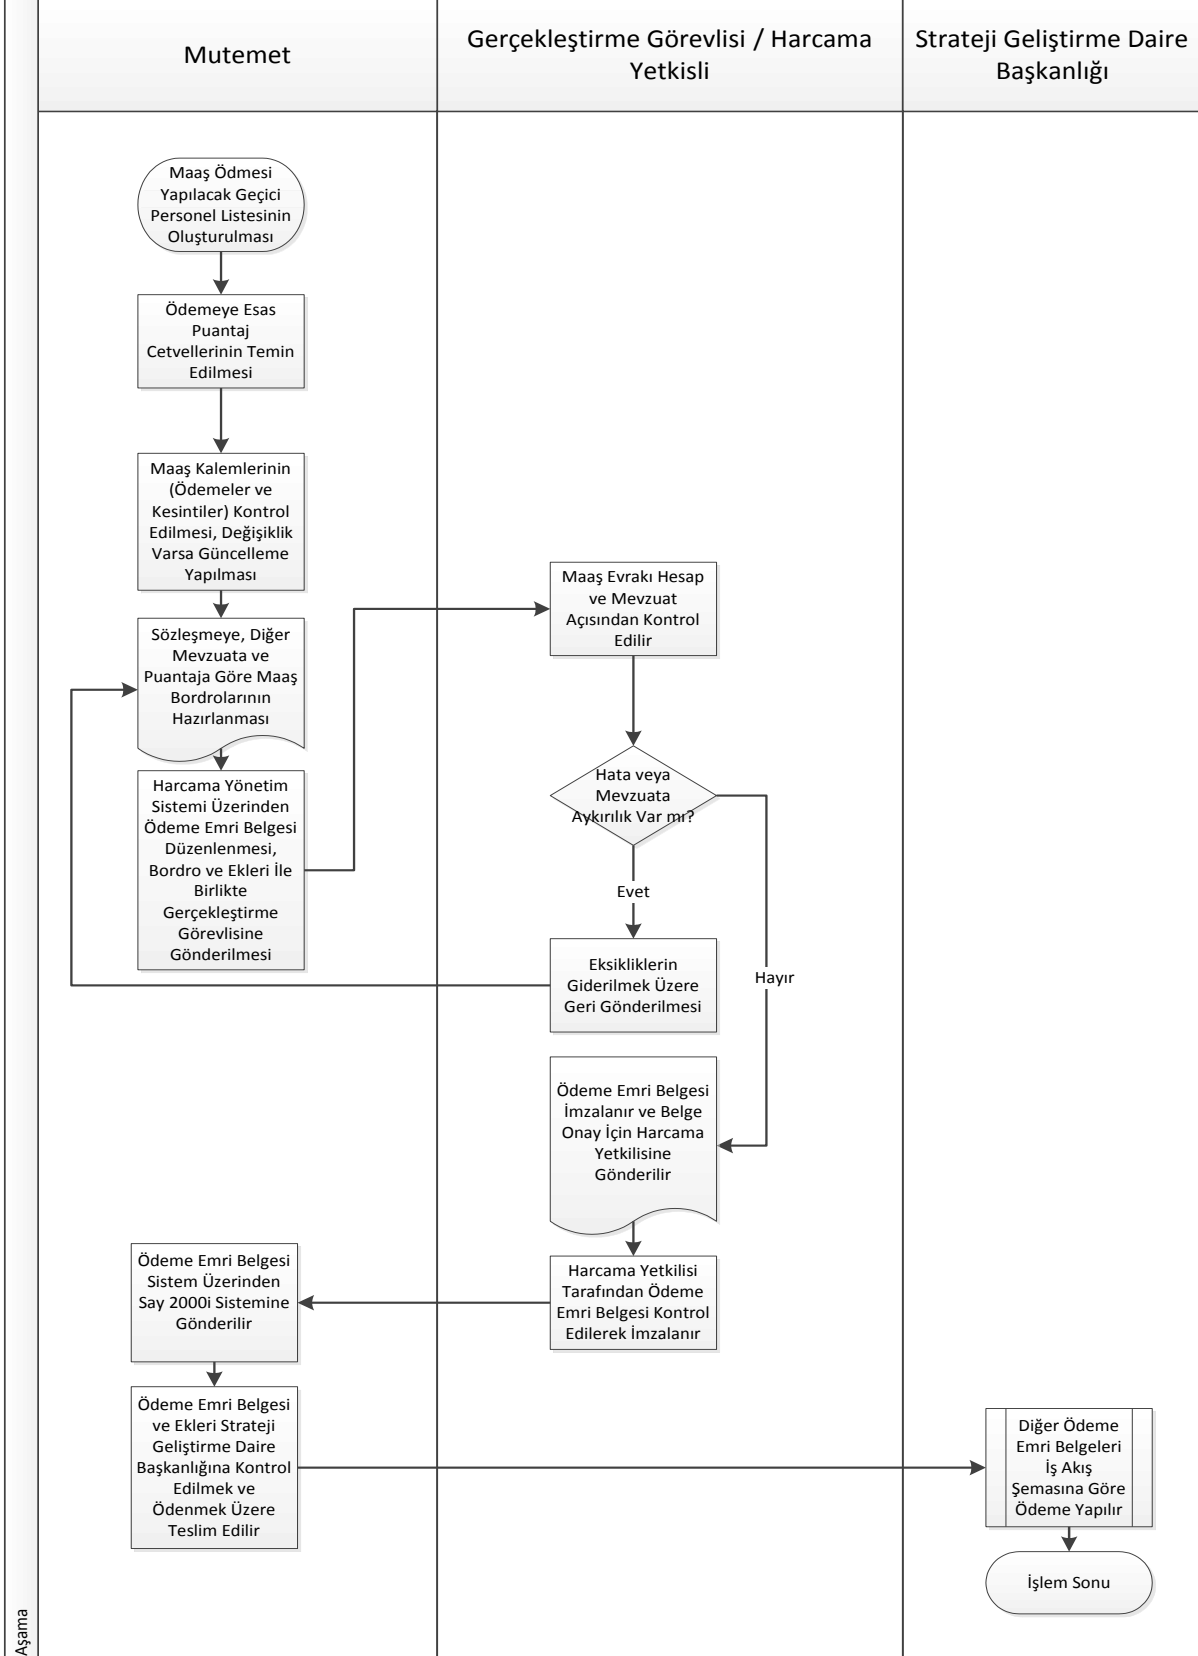 Mutemet
Gerçekleştirme Görevlisi / Harcama
Yetkisli
Strateji Geliştirme Daire
Başkanlığı
Maaş Ödmesi
Yapılacak Geçici
Personel Listesinin
Oluşturulması
Ödemeye Esas
Puantaj
Cetvellerinin Temin
Edilmesi
Maaş Kalemlerinin
(Ödemeler ve
Kesintiler) Kontrol
Edilmesi, Değişiklik
Varsa Güncelleme
Yapılması
Sözleşmeye, Diğer
Mevzuata ve
Puantaja Göre Maaş
Bordrolarının
Hazırlanması
Harcama Yönetim
Sistemi Üzerinden
Ödeme Emri Belgesi
Düzenlenmesi,
Bordro ve Ekleri İle
Birlikte
Gerçekleştirme
Görevlisine
Gönderilmesi
Maaş Evrakı Hesap
ve Mevzuat
Açısından Kontrol
Edilir
Hata veya
Mevzuata
Aykırılık Var mı?
Evet
Hayır
Eksikliklerin
Giderilmek Üzere
Geri Gönderilmesi
Ödeme Emri Belgesi
İmzalanır ve Belge
Onay İçin Harcama
Yetkilisine
Gönderilir
Harcama Yetkilisi
Tarafından Ödeme
Emri Belgesi Kontrol
Edilerek İmzalanır
Ödeme Emri Belgesi
Sistem Üzerinden
Say 2000i Sistemine
Gönderilir
Ödeme Emri Belgesi
ve Ekleri Strateji
Geliştirme Daire
Başkanlığına Kontrol
Edilmek ve
Ödenmek Üzere
Teslim Edilir
Diğer Ödeme
Emri Belgeleri
İş Akış
Şemasına Göre
Ödeme Yapılır
İşlem Sonu
Aşama